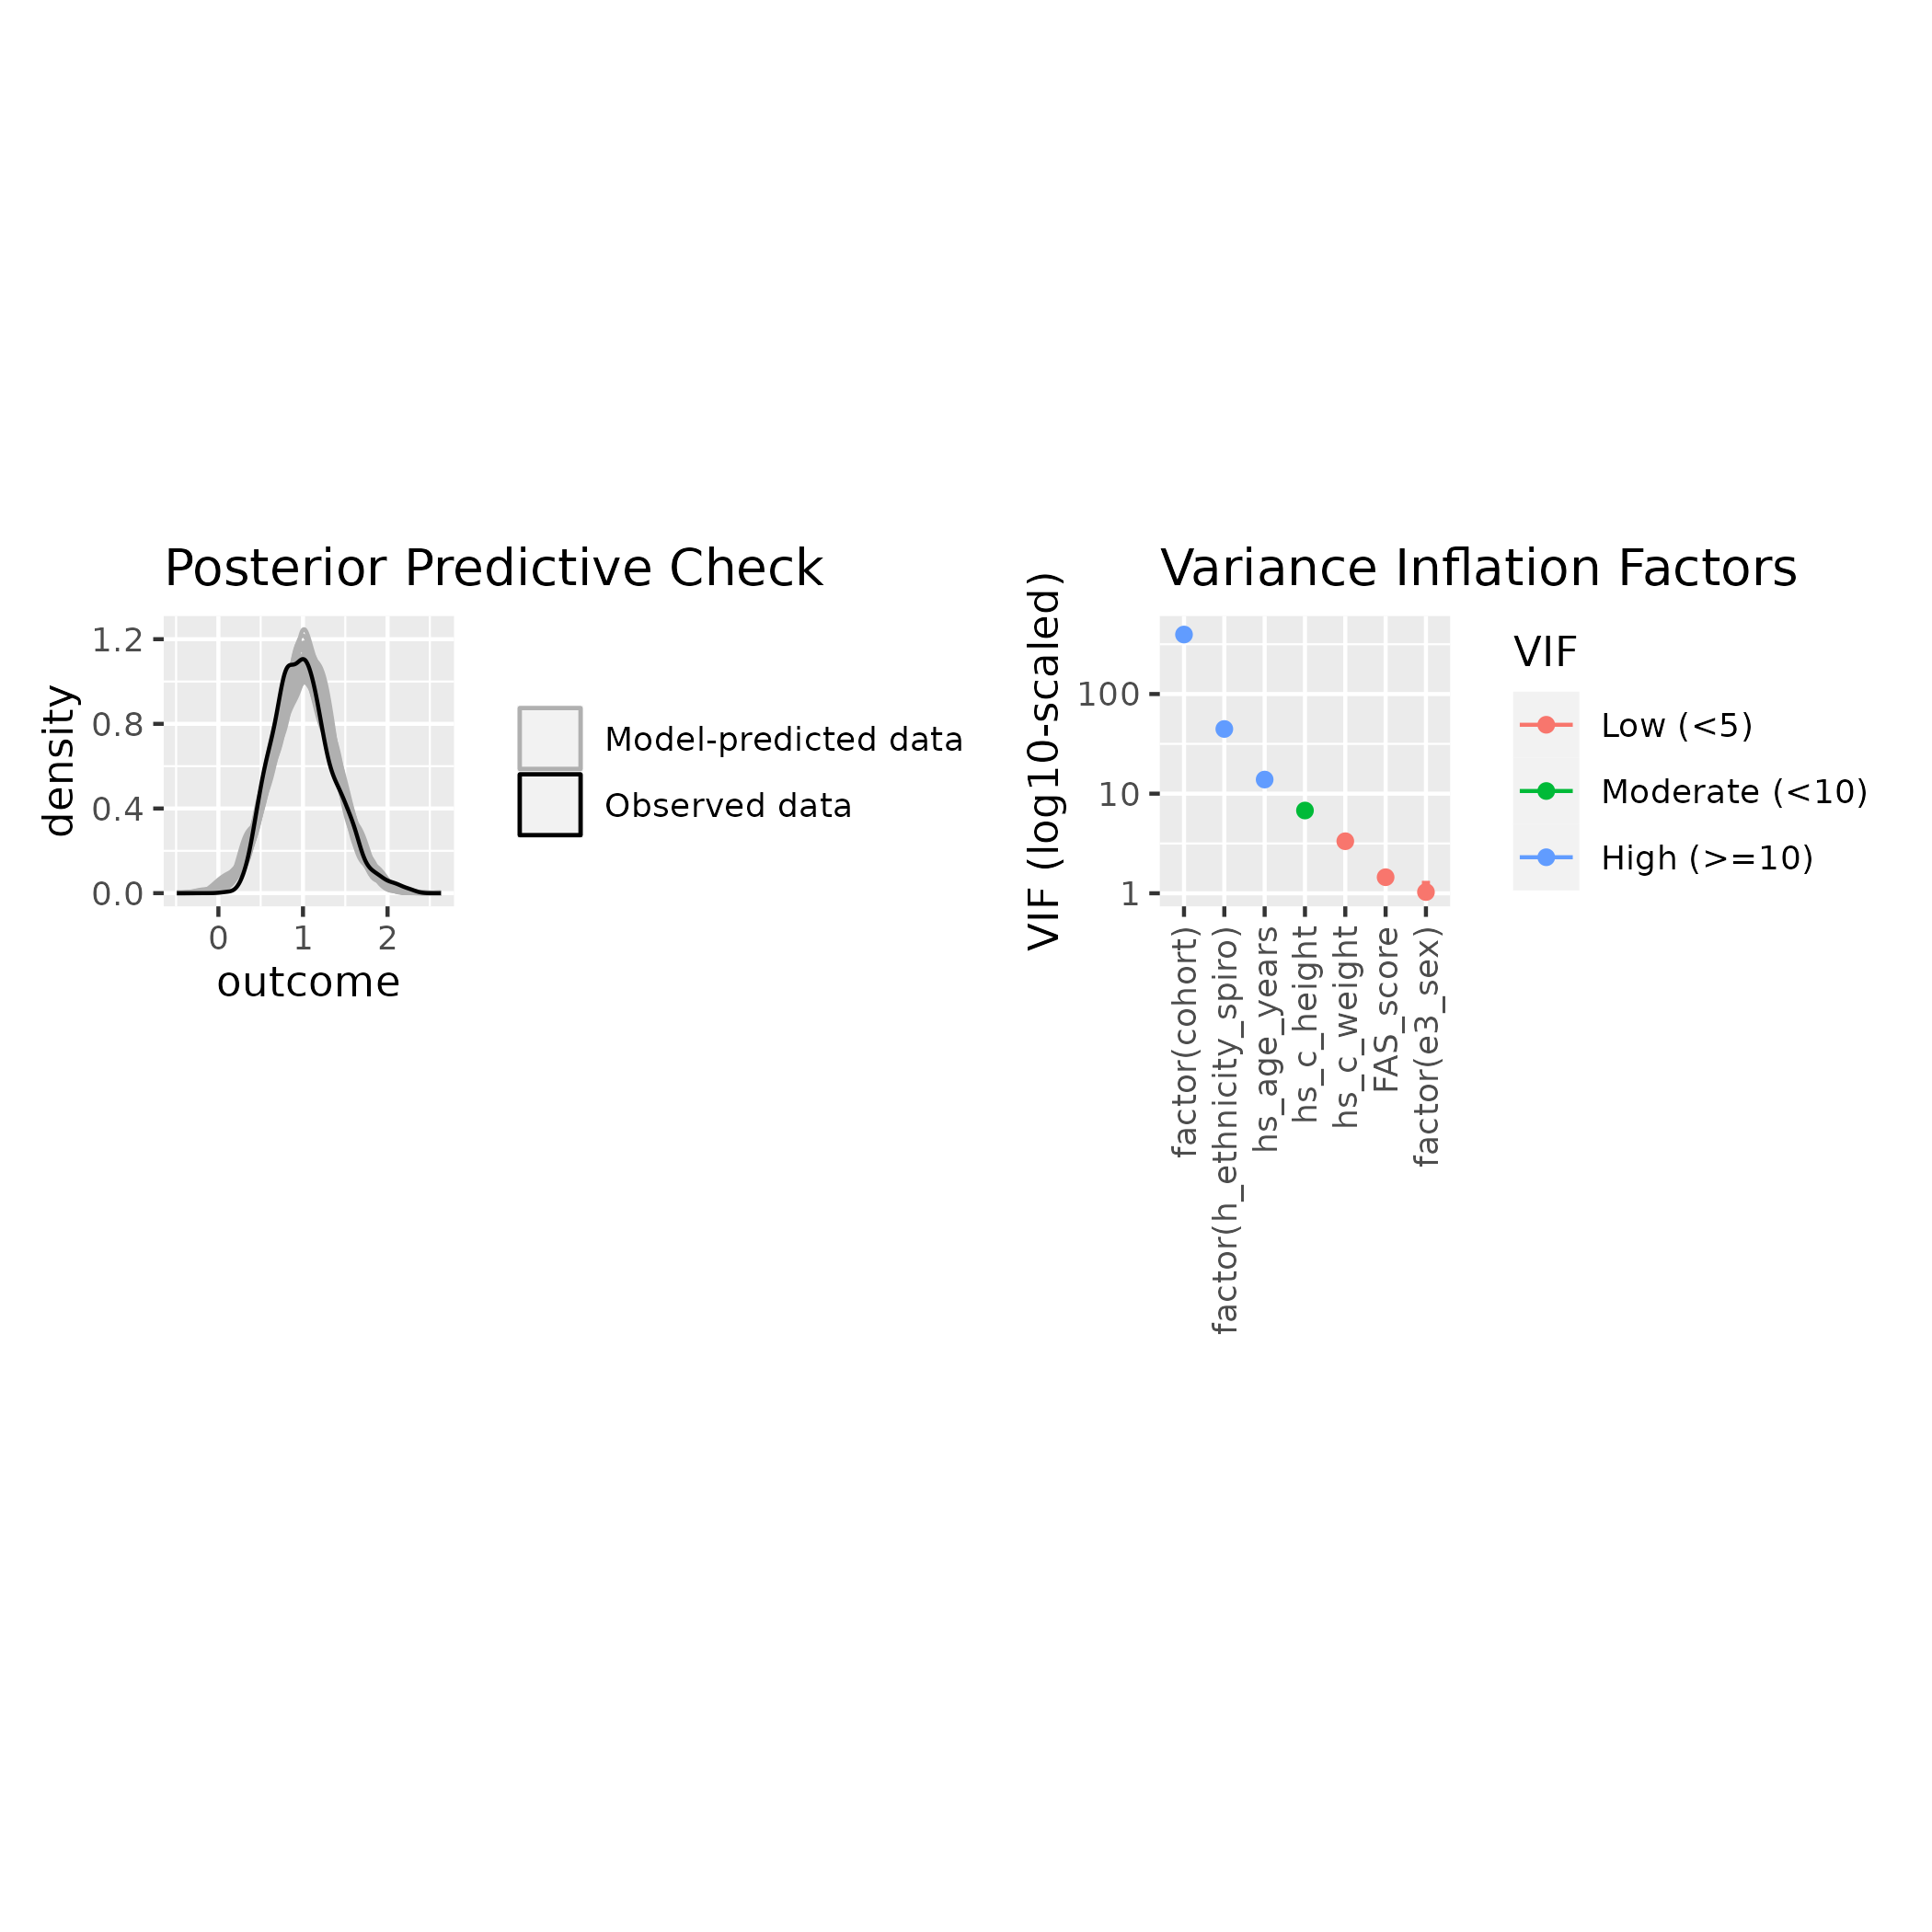 Posterior Predictive Check
density
1.2
0.8
0.4
0.0
0 1 2
outcome
Model-predicted data
Observed data
Variance Inflation Factors
VIF (log10-scaled)
100
10
1
factor(cohort)
factor(h_ethnicity_spiro)
hs_age_years
hs_c_height
hs_c_weight
FAS_score
factor(e3_sex)
VIF
Low (<5)
Moderate (<10)
High (>=10)